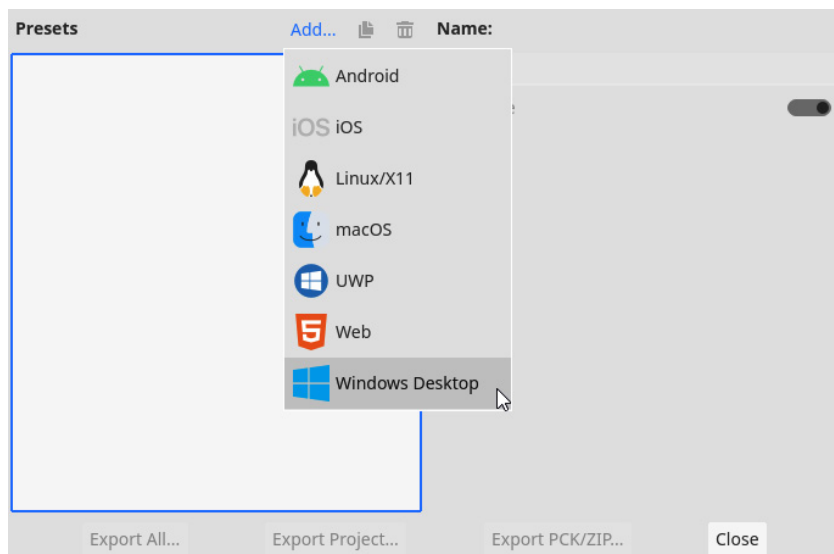 Presets Add... Name:
Android
iOS iOS
Linux/X11
macOS
UWP
5 Web
Windows Desktop
Export All... Export Project... Export PCK/ZIP... Close